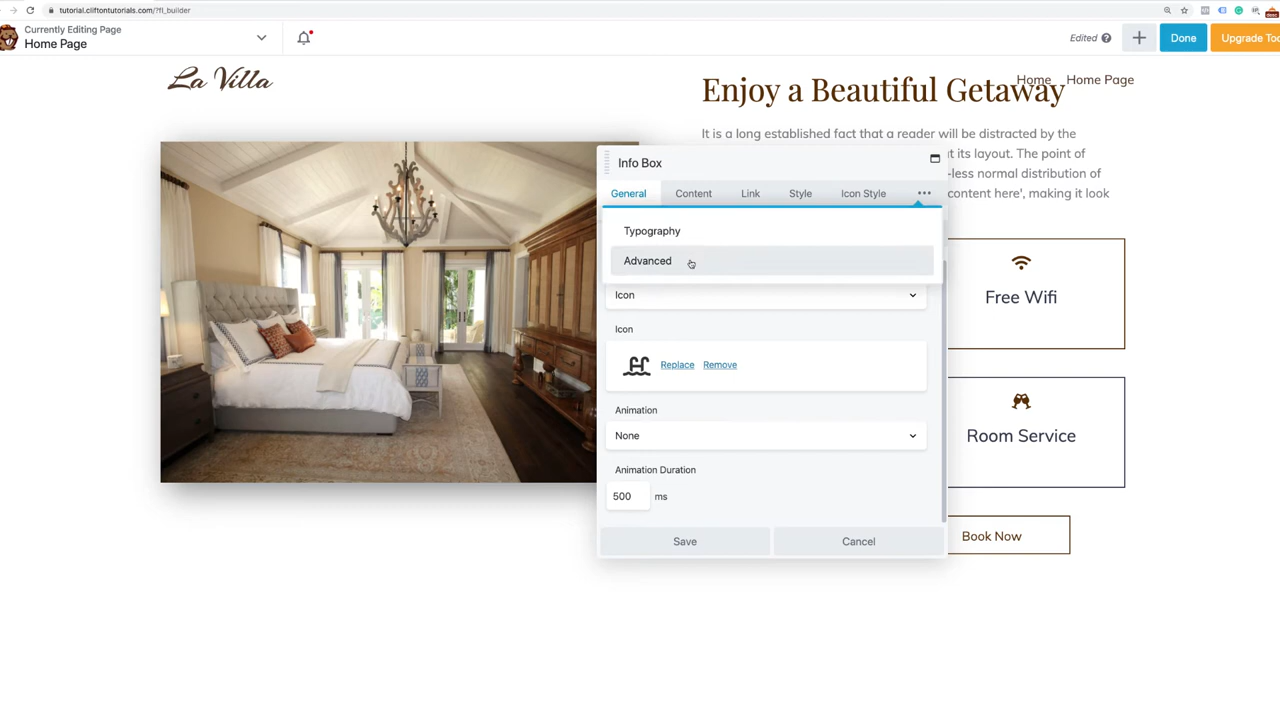 tutorial.cliftontutorials.com/?fl_builder
Currently Editing Page
Home Page
Edited
Done
Upgrade Too
La Villa
Enjoy a Beautiful Getaway
Home
Home Page
It is a long established fact that a reader will be distracted by the
t its layout. The point of
-less normal distribution of
content here', making it look
Info Box
General
Content
Link
Style
Icon Style
Typography
Advanced
Icon
Icon
Replace
Remove
Animation
None
Animation Duration
500
ms
Save
Cancel
Free Wifi
Room Service
Book Now